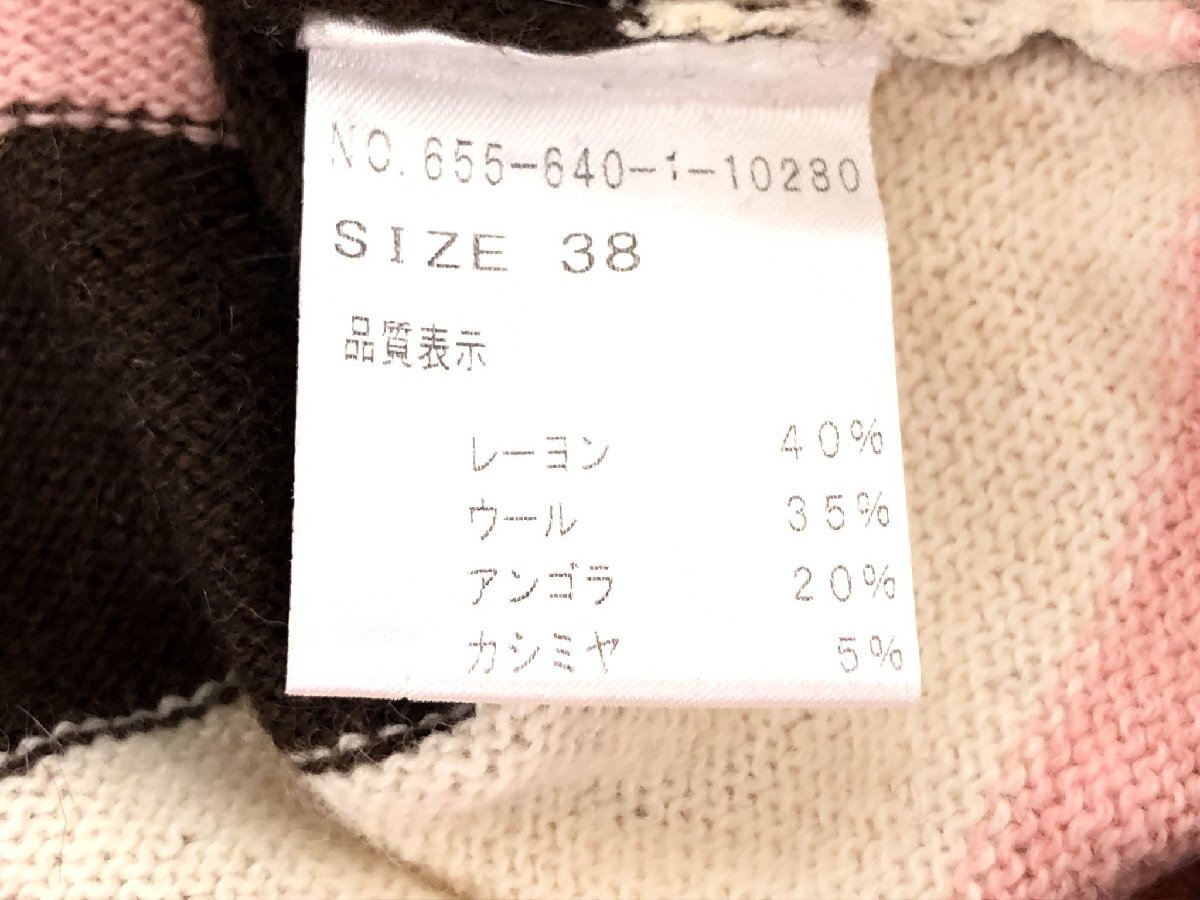 NO.655-640-1-10280
SIZE 38
品質表示
レーヨン 40%
ウール 35%
アンゴラ 20%
カシミヤ 5%